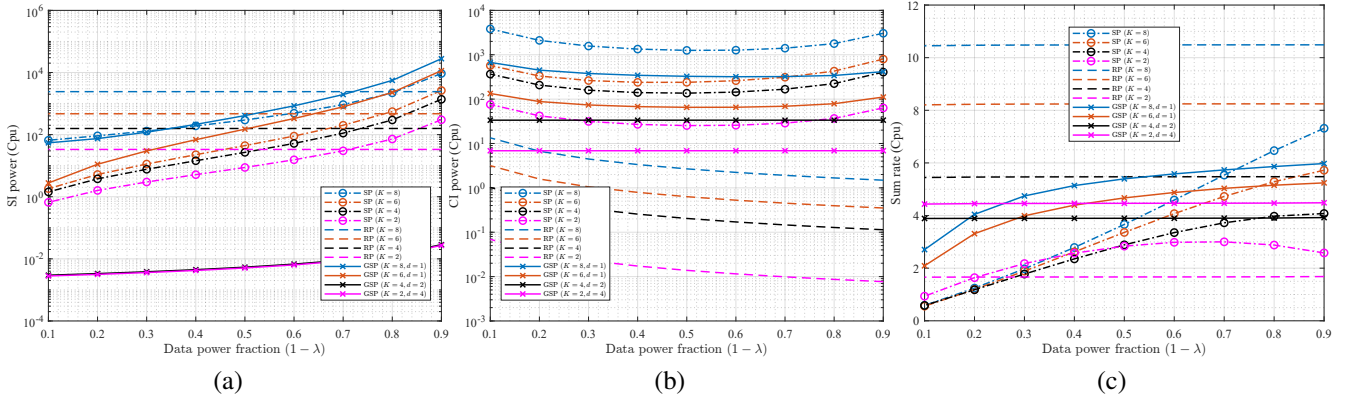 SI power (Cpu)
10^6
10^4
10^2
10^0
10^-2
10^-4
0.1 0.2 0.3 0.4 0.5 0.6 0.7 0.8 0.9
Data power fraction (1 − λ)
SP (K = 8)
SP (K = 6)
SP (K = 4)
SP (K = 2)
RP (K = 8)
RP (K = 6)
RP (K = 4)
RP (K = 2)
GSP (K = 8, d = 1)
GSP (K = 6, d = 1)
GSP (K = 4, d = 2)
GSP (K = 2, d = 4)
(a)
CI power (Cpu)
10^4
10^3
10^2
10^1
10^0
10^-1
10^-2
10^-3
0.1 0.2 0.3 0.4 0.5 0.6 0.7 0.8 0.9
Data power fraction (1 − λ)
SP (K = 8)
SP (K = 6)
SP (K = 4)
SP (K = 2)
RP (K = 8)
RP (K = 6)
RP (K = 4)
RP (K = 2)
GSP (K = 8, d = 1)
GSP (K = 6, d = 1)
GSP (K = 4, d = 2)
GSP (K = 2, d = 4)
(b)
Sum rate (Cpu)
12
10
8
6
4
2
0
0.1 0.2 0.3 0.4 0.5 0.6 0.7 0.8 0.9
Data power fraction (1 − λ)
SP (K = 8)
SP (K = 6)
SP (K = 4)
SP (K = 2)
RP (K = 8)
RP (K = 6)
RP (K = 4)
RP (K = 2)
GSP (K = 8, d = 1)
GSP (K = 6, d = 1)
GSP (K = 4, d = 2)
GSP (K = 2, d = 4)
(c)